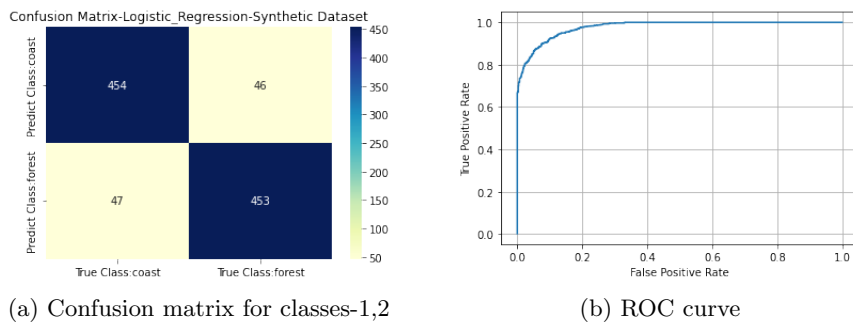 Confusion Matrix-Logistic_Regression-Synthetic Dataset
Predict Class:coast
Predict Class:forest
454
46
47
453
True Class:coast
True Class:forest
450
400
350
300
250
200
150
100
50
(a) Confusion matrix for classes-1,2
True Positive Rate
1.0
0.8
0.6
0.4
0.2
0.0
0.0
0.2
0.4
0.6
0.8
1.0
False Positive Rate
(b) ROC curve